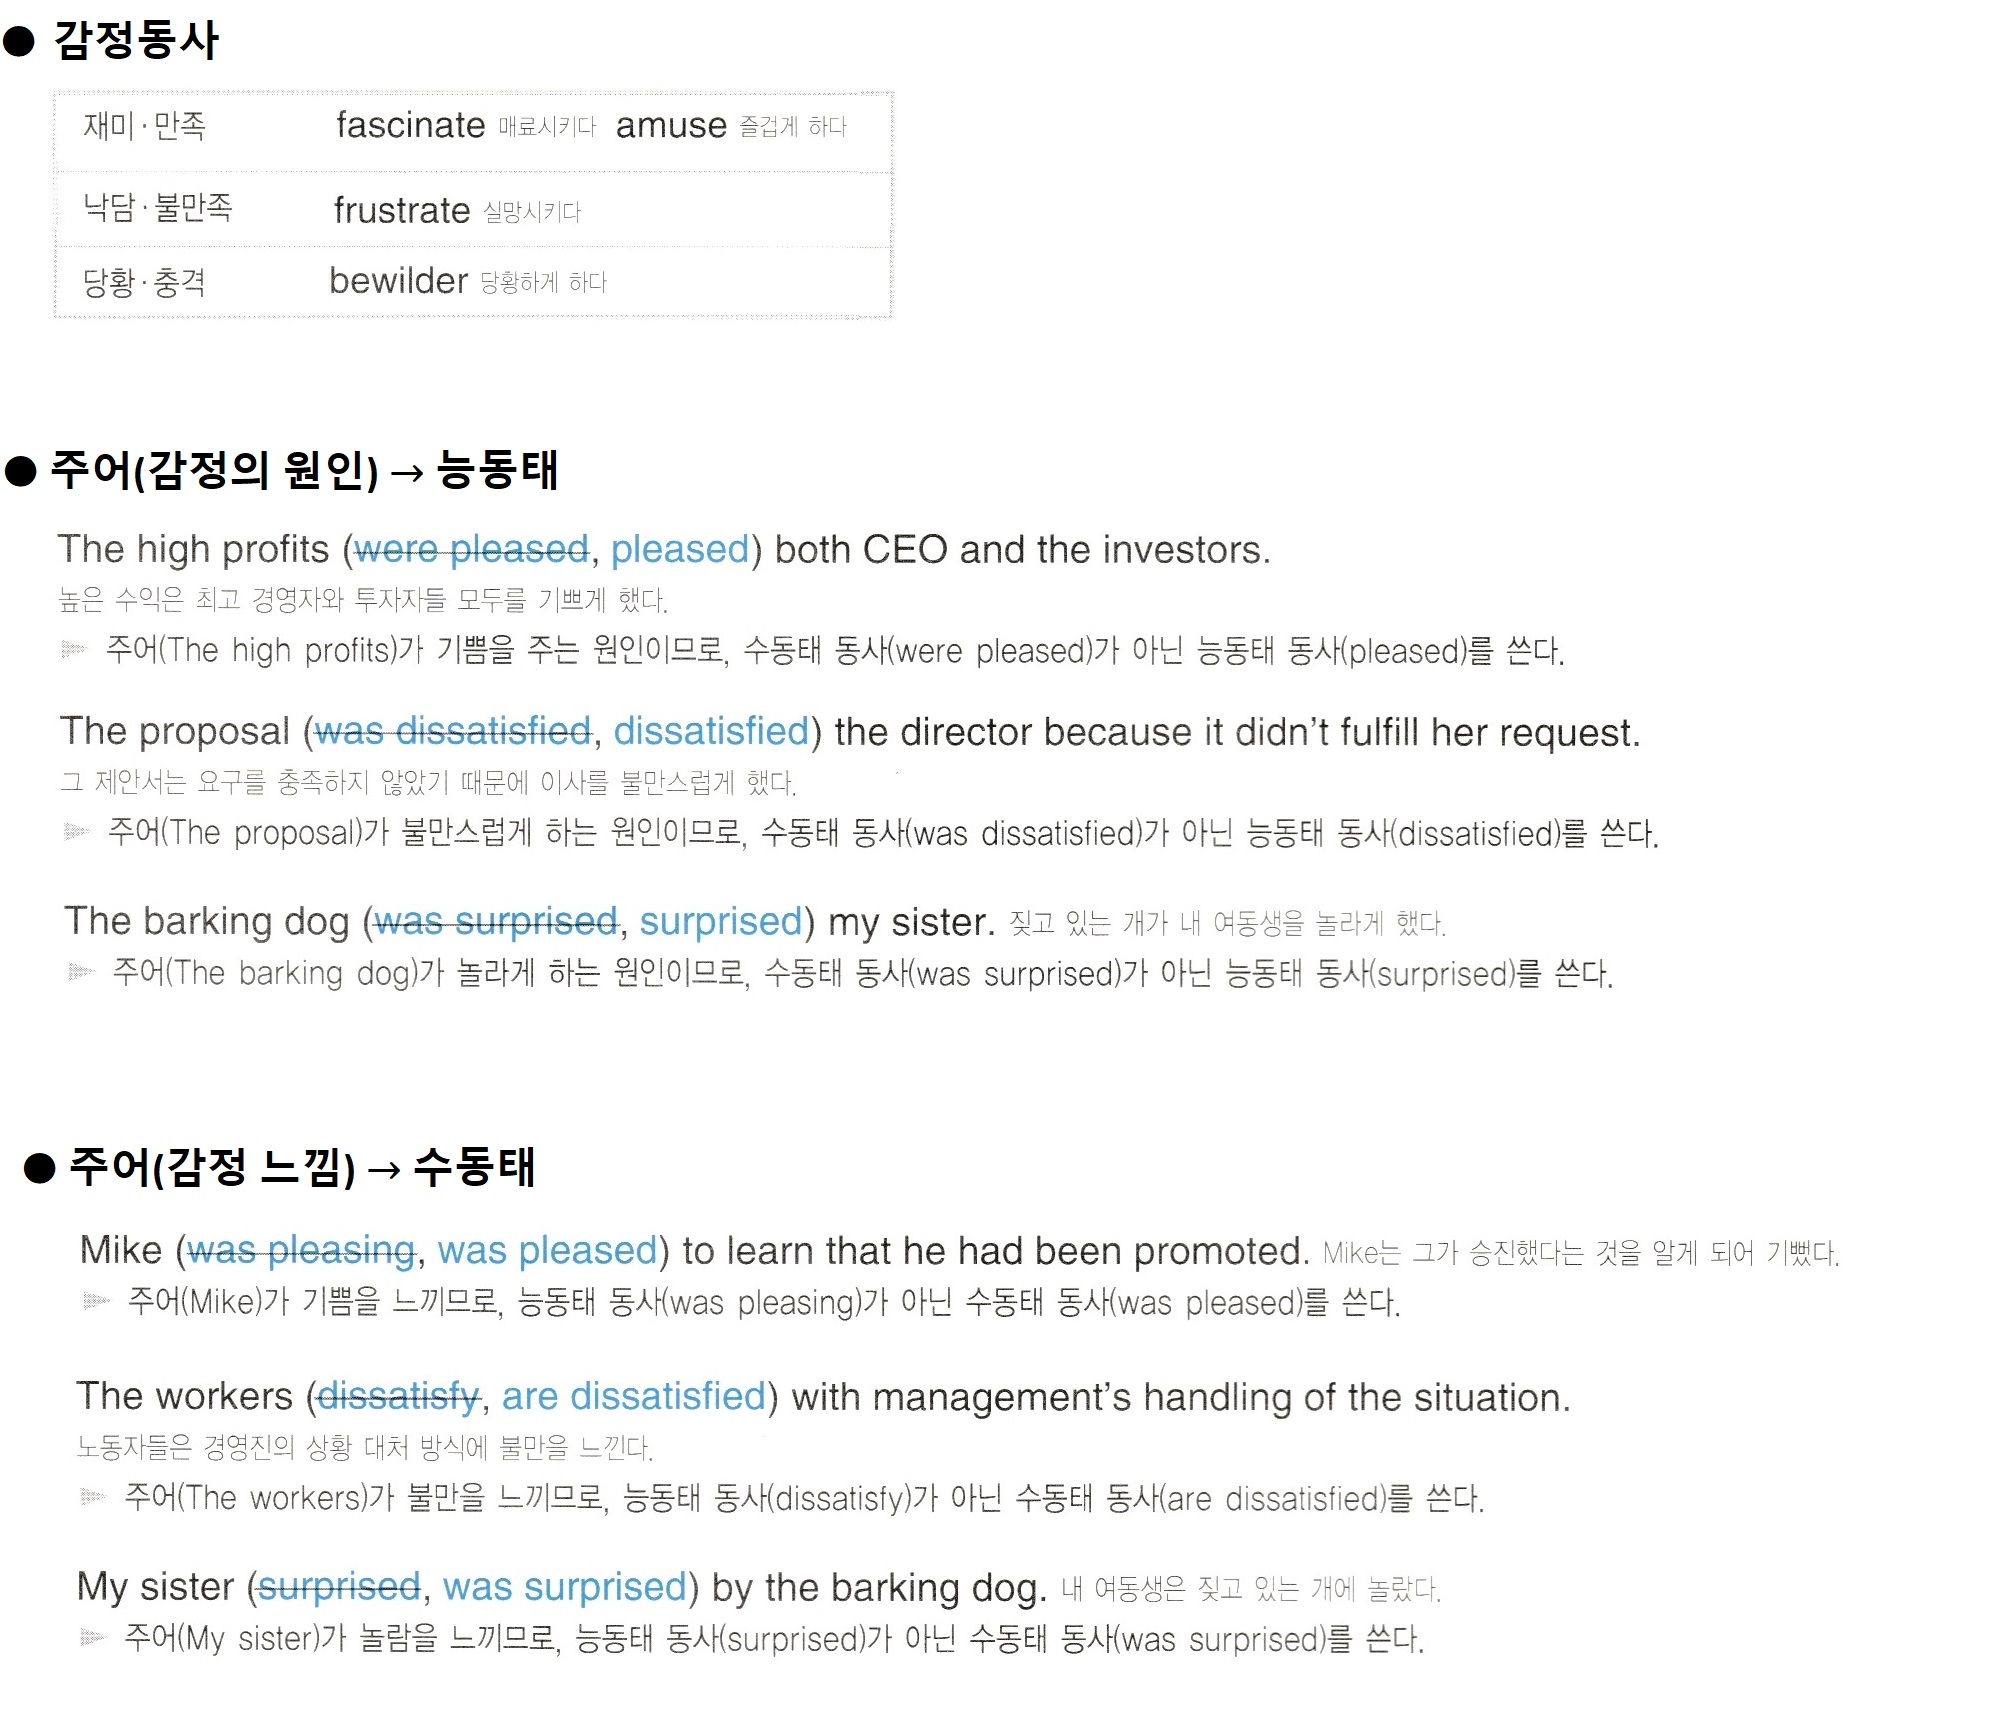 ● 감정동사
재미·만족 fascinate 매료시키다 amuse 즐겁게 하다
낙담·불만족 frustrate 실망시키다
당황·충격 bewilder 당황하게 하다
● 주어(감정의 원인) → 능동태
The high profits (were pleased, pleased) both CEO and the investors.
높은 수익은 최고 경영자와 투자자들 모두를 기쁘게 했다.
주어(The high profits)가 기쁨을 주는 원인이므로, 수동태 동사(were pleased)가 아닌 능동태 동사(pleased)를 쓴다.
The proposal (was dissatisfied, dissatisfied) the director because it didn't fulfill her request.
그 제안서는 요구를 충족하지 않았기 때문에 이사를 불만스럽게 했다.
주어(The proposal)가 불만스럽게 하는 원인이므로, 수동태 동사(was dissatisfied)가 아닌 능동태 동사(dissatisfied)를 쓴다.
The barking dog (was surprised, surprised) my sister. 짖고 있는 개가 내 여동생을 놀라게 했다.
주어(The barking dog)가 놀라게 하는 원인이므로, 수동태 동사(was surprised)가 아닌 능동태 동사(surprised)를 쓴다.
● 주어(감정 느낌) → 수동태
Mike (was pleasing, was pleased) to learn that he had been promoted. Mike는 그가 승진했다는 것을 알게 되어 기뻤다.
주어(Mike)가 기쁨을 느끼므로, 능동태 동사(was pleasing)가 아닌 수동태 동사(was pleased)를 쓴다.
The workers (dissatisfy, are dissatisfied) with management's handling of the situation.
노동자들은 경영진의 상황 대처 방식에 불만을 느낀다.
주어(The workers)가 불만을 느끼므로, 능동태 동사(dissatisfy)가 아닌 수동태 동사(are dissatisfied)를 쓴다.
My sister (surprised, was surprised) by the barking dog. 내 여동생은 짖고 있는 개에 놀랐다.
주어(My sister)가 놀람을 느끼므로, 능동태 동사(surprised)가 아닌 수동태 동사(was surprised)를 쓴다.